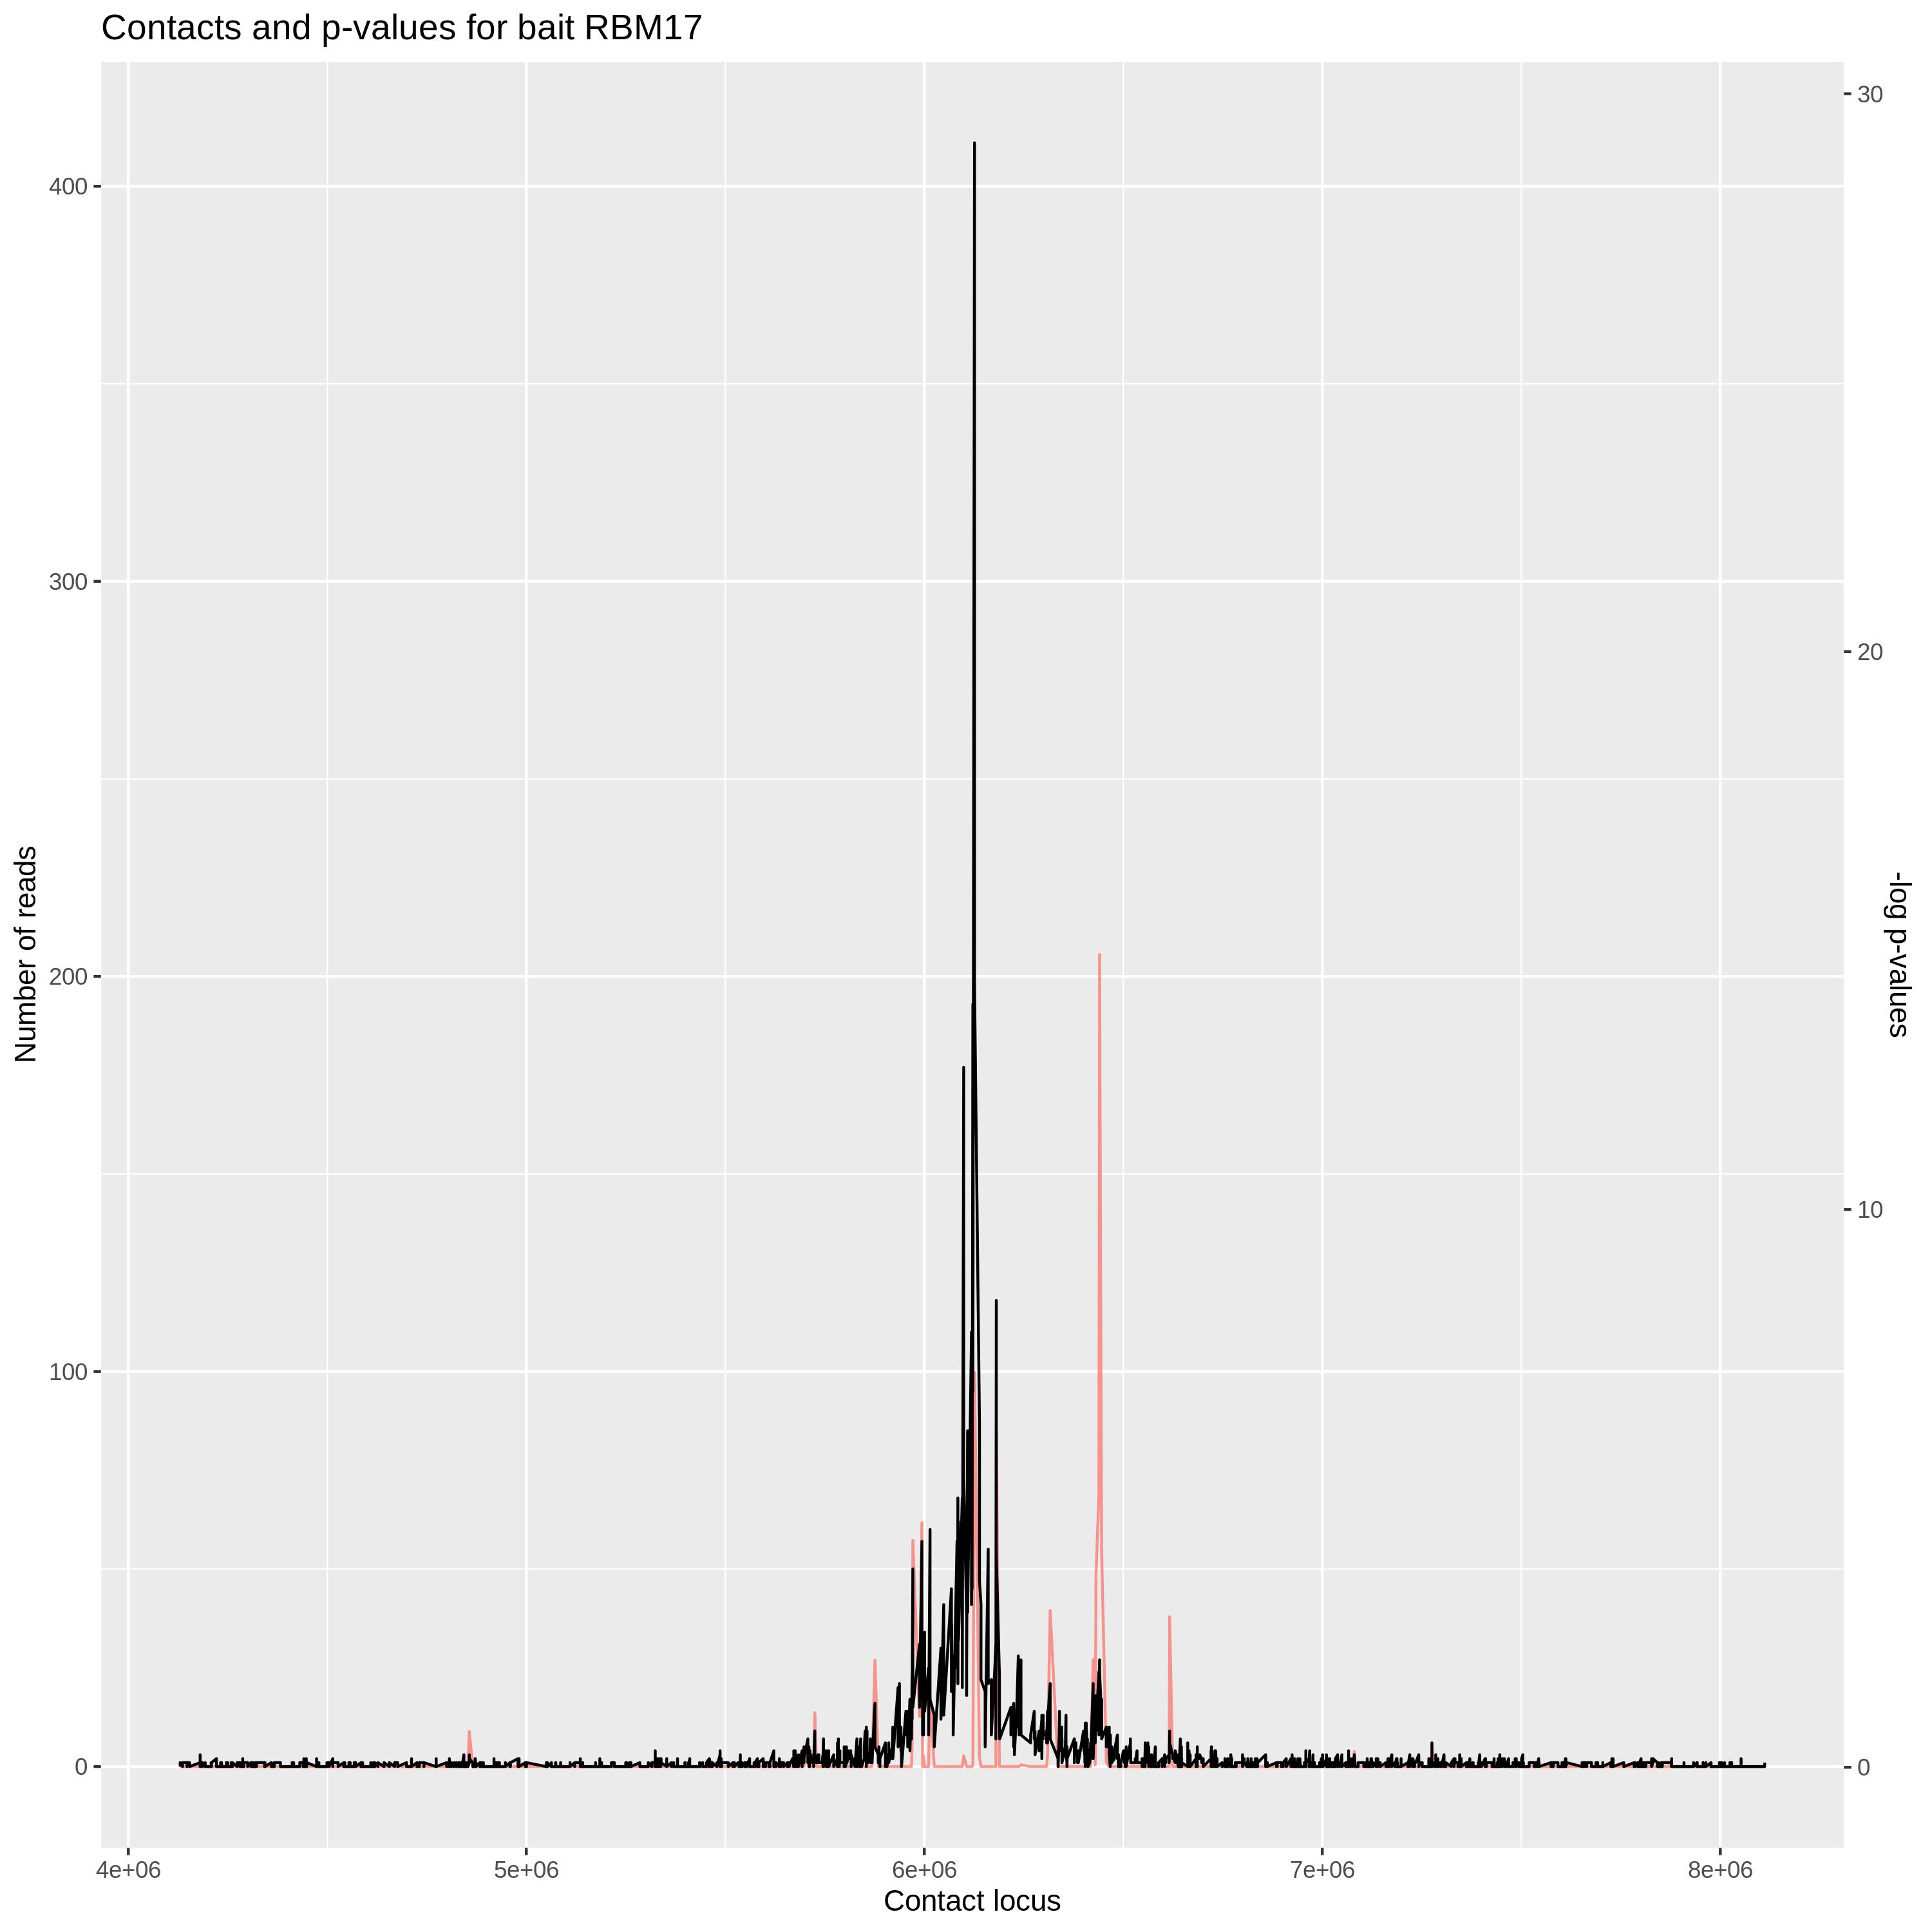 Contacts and p-values for bait RBM17
400
300
200
100
0
Number of reads
30
20
10
0
-log p-values
4e+06
5e+06
6e+06
7e+06
8e+06
Contact locus